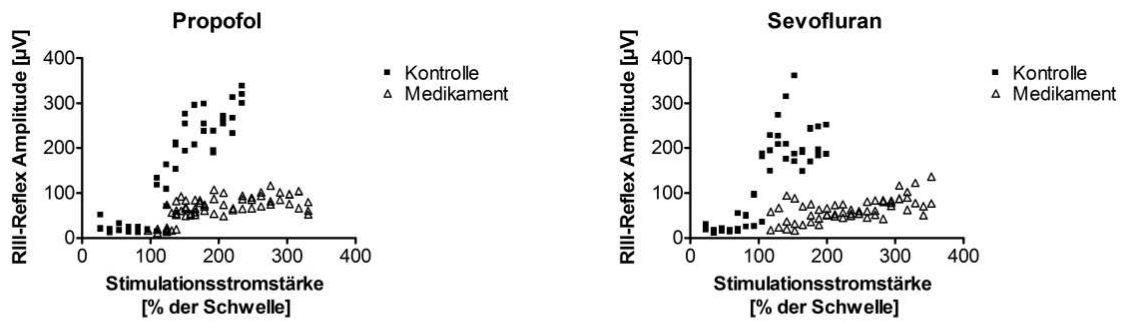 Propofol
RIII-Reflex Amplitude [µV]
400
300
200
100
0
0 100 200 300 400
Stimulationsstromstärke
[% der Schwelle]
Kontrolle
Medikament
Sevofluran
RIII-Reflex Amplitude [µV]
400
300
200
100
0
0 100 200 300 400
Stimulationsstromstärke
[% der Schwelle]
Kontrolle
Medikament